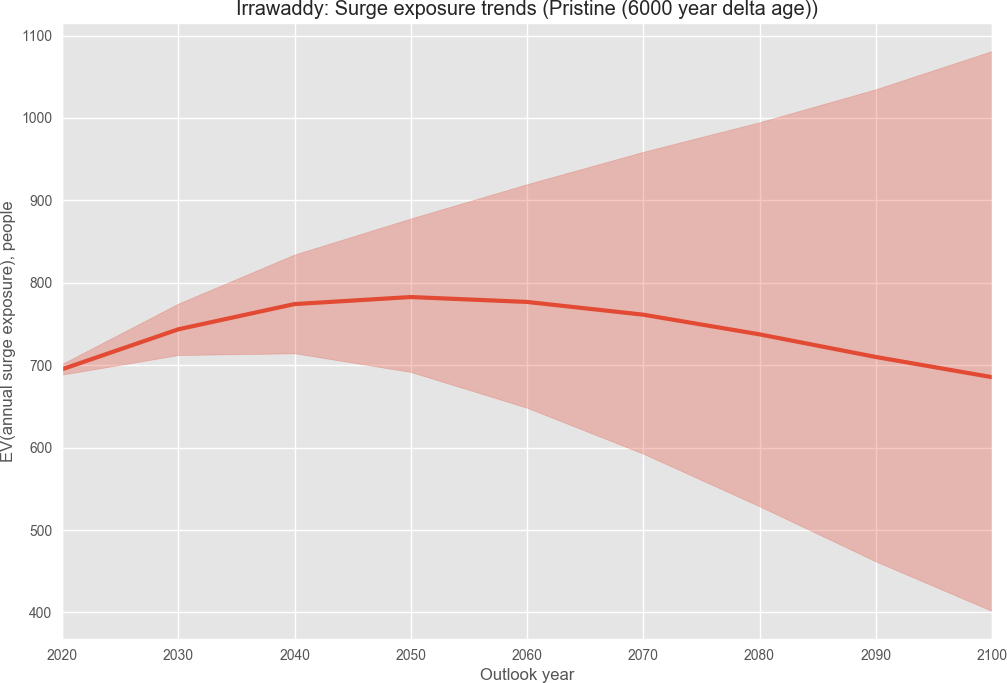 Irrawaddy: Surge exposure trends (Pristine (6000 year delta age))
EV(annual surge exposure), people
1100
1000
900
800
700
600
500
400
2020 2030 2040 2050 2060 2070 2080 2090 2100
Outlook year